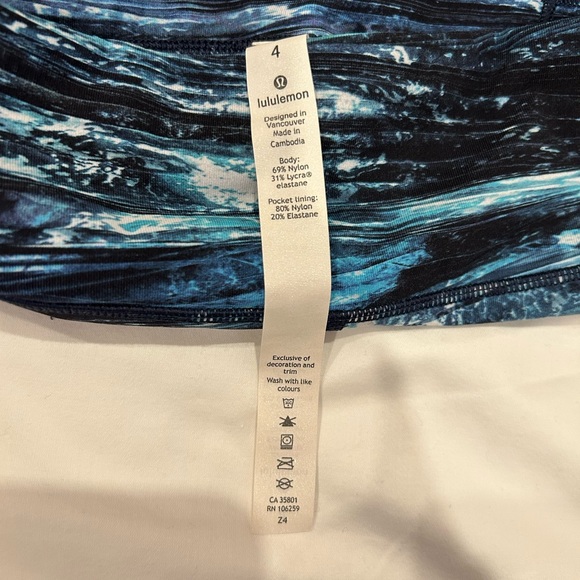 4
lululemon
Designed in
Vancouver
Made in
Cambodia
Body:
69% Nylon
31% Lycra®
elastane
Pocket lining:
80% Nylon
20% Elastane
Exclusive of
decoration and
trim
Wash with like
colours
CA 35801
RN 106259
Z4